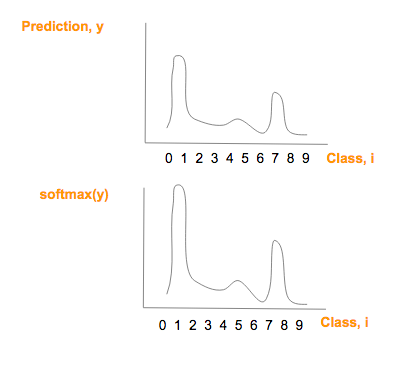 Prediction, y
0 1 2 3 4 5 6 7 8 9 Class, i
softmax(y)
0 1 2 3 4 5 6 7 8 9 Class, i